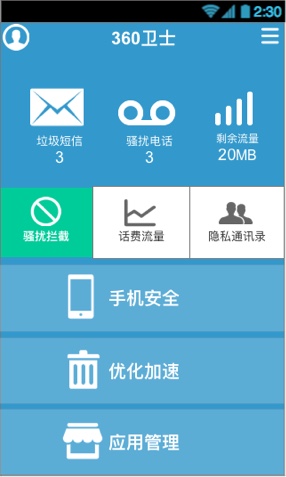 2:30
360卫士
垃圾短信 骚扰电话 剩余流量
3 3 20MB
骚扰拦截 话费流量 隐私通讯录
手机安全
优化加速
应用管理